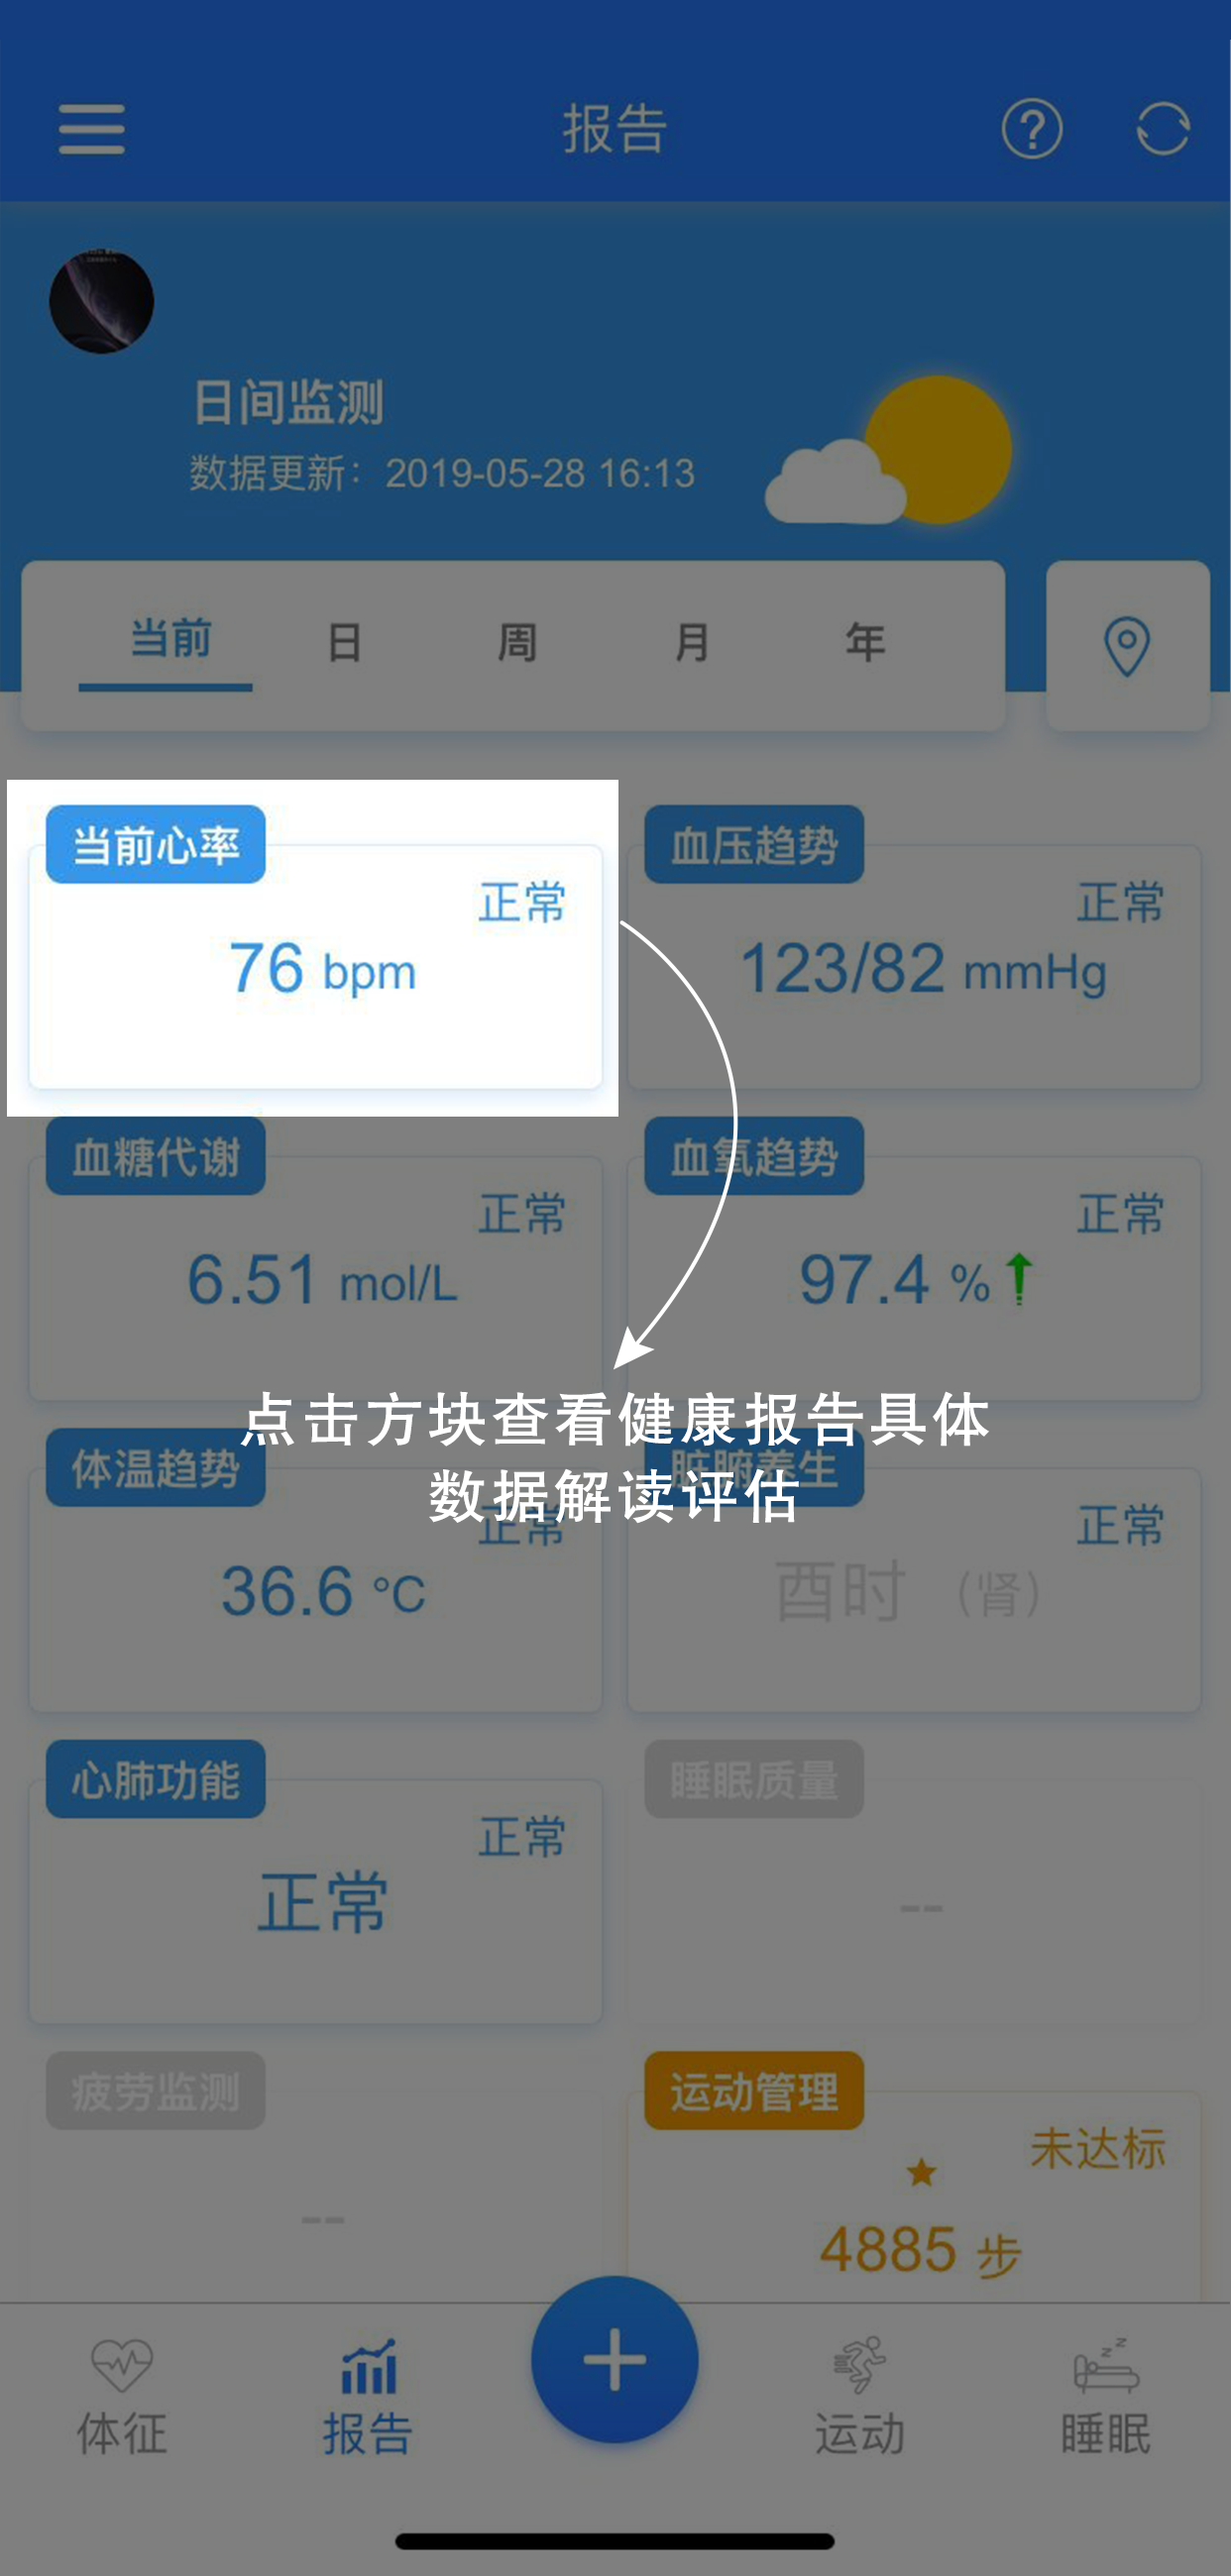 报告
日间监测
数据更新：2019-05-28 16:13
当前 日 周 月 年
当前心率
正常
76 bpm
血压趋势
正常
123/82 mmHg
血糖代谢
正常
6.51 mol/L
血氧趋势
正常
97.4 %
点击方块查看健康报告具体
数据解读评估
体温趋势
正常
36.6 °C
脏腑养生
正常
酉时 （肾）
心肺功能
正常
正常
睡眠质量
--
疲劳监测
--
运动管理
未达标
4885 步
体征 报告 运动 睡眠